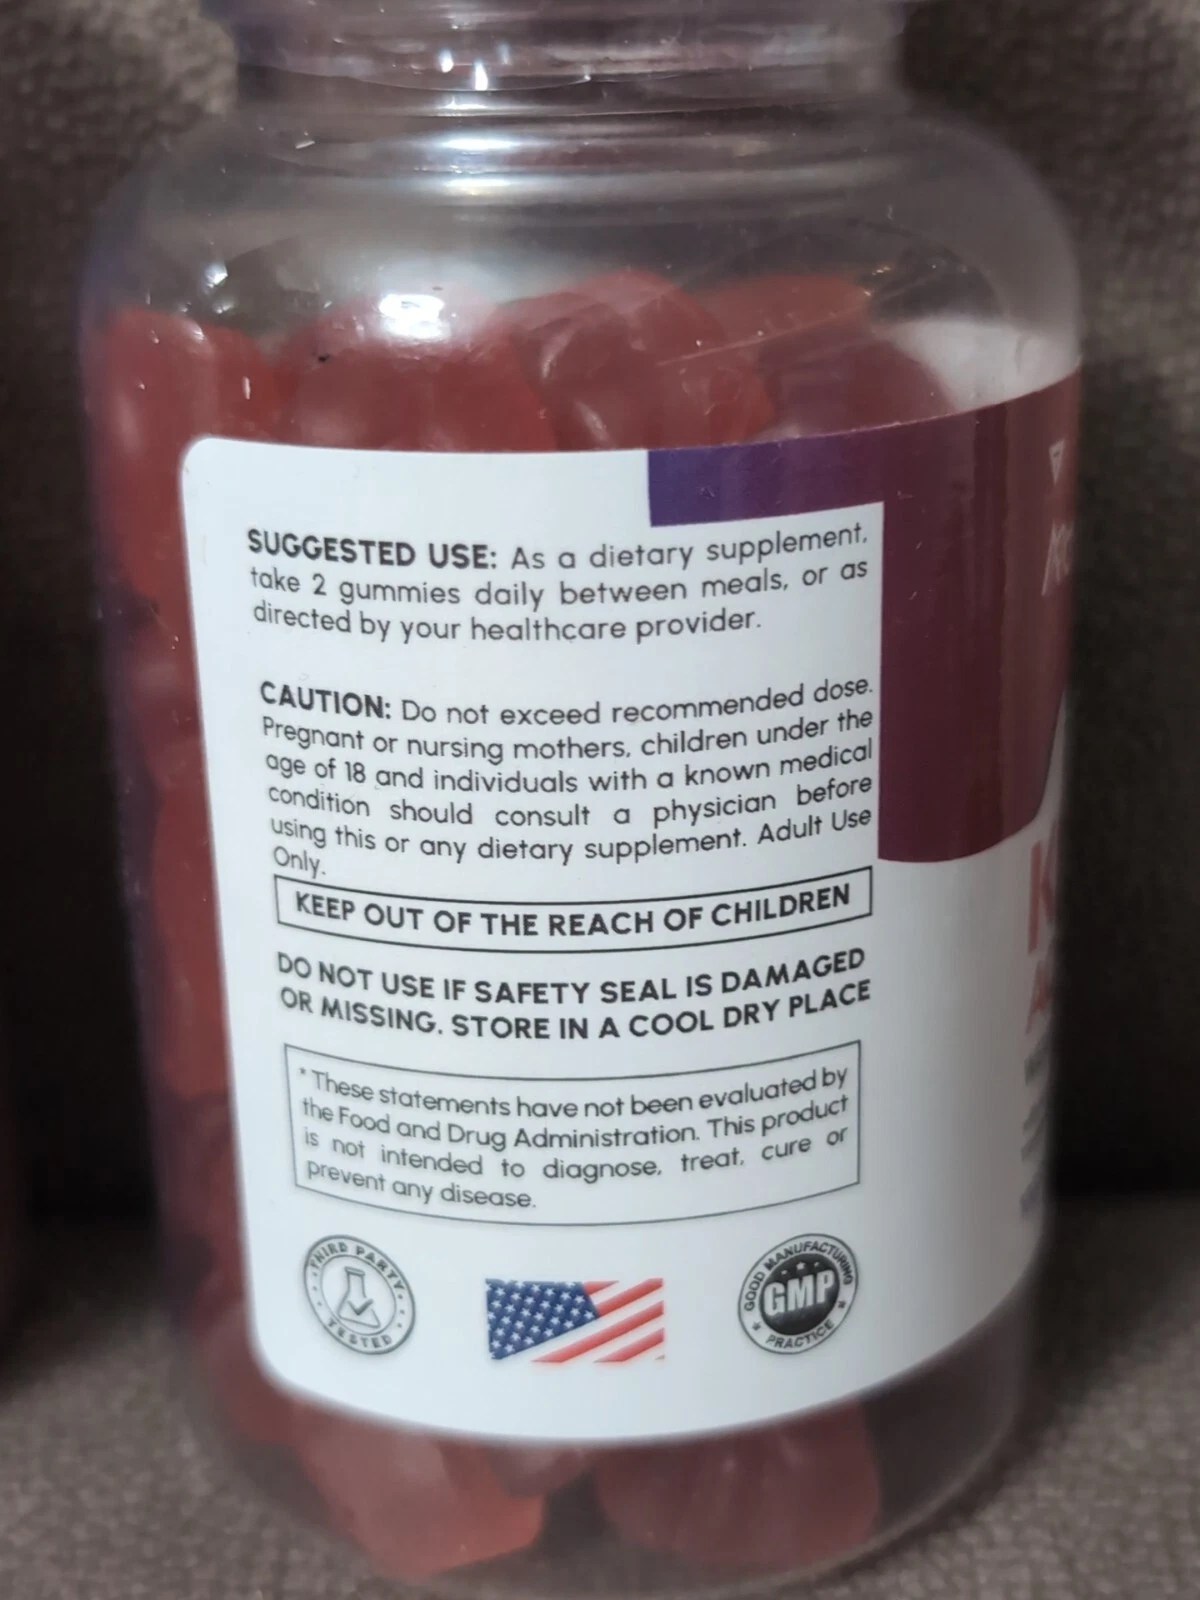 SUGGESTED USE: As a dietary supplement,
take 2 gummies daily between meals, or as
directed by your healthcare provider.
CAUTION: Do not exceed recommended dose.
Pregnant or nursing mothers, children under the
age of 18 and individuals with a known medical
condition should consult a physician before
using this or any dietary supplement. Adult Use
Only.
KEEP OUT OF THE REACH OF CHILDREN
DO NOT USE IF SAFETY SEAL IS DAMAGED
OR MISSING. STORE IN A COOL DRY PLACE
* These statements have not been evaluated by
the Food and Drug Administration. This product
is not intended to diagnose, treat, cure or
prevent any disease.
THIRD PARTY
TESTED
GOOD MANUFACTURING
GMP
PRACTICE